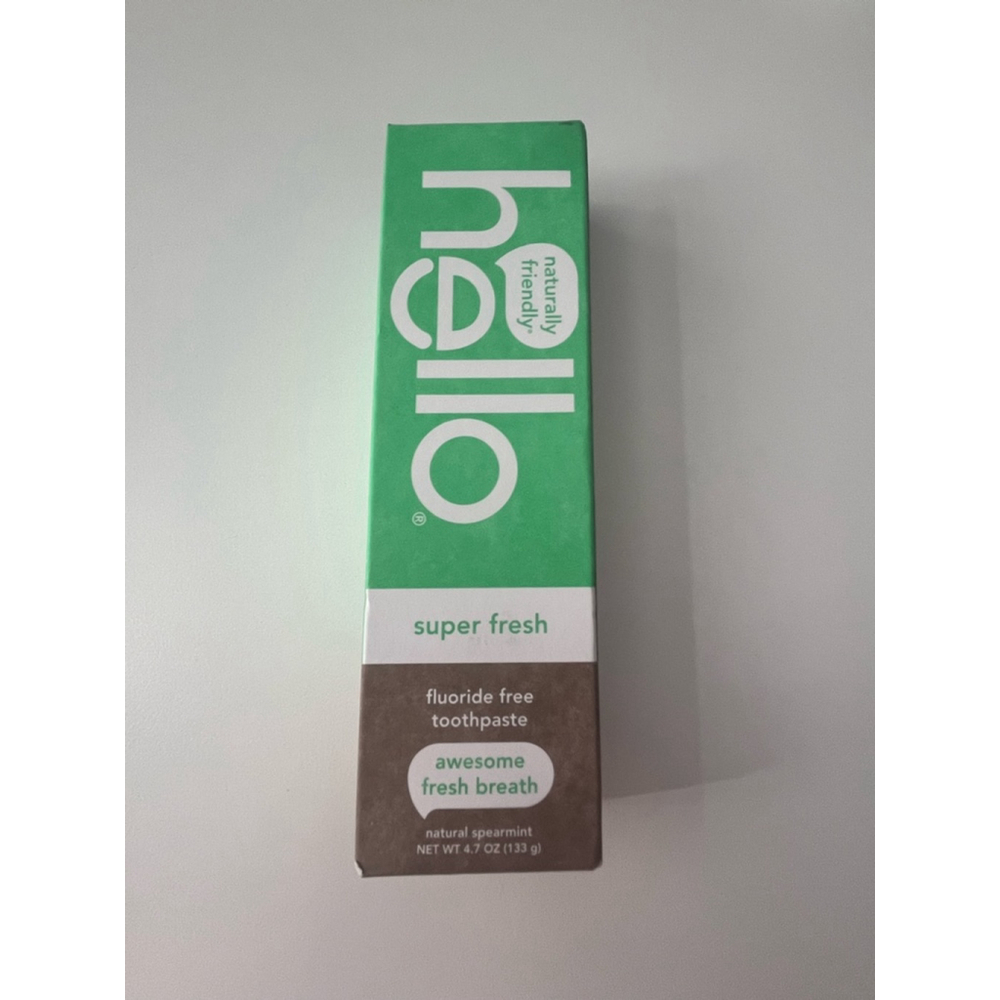 hello®
naturally
friendly®
super fresh
fluoride free
toothpaste
awesome
fresh breath
natural spearmint
NET WT 4.7 OZ (133 g)